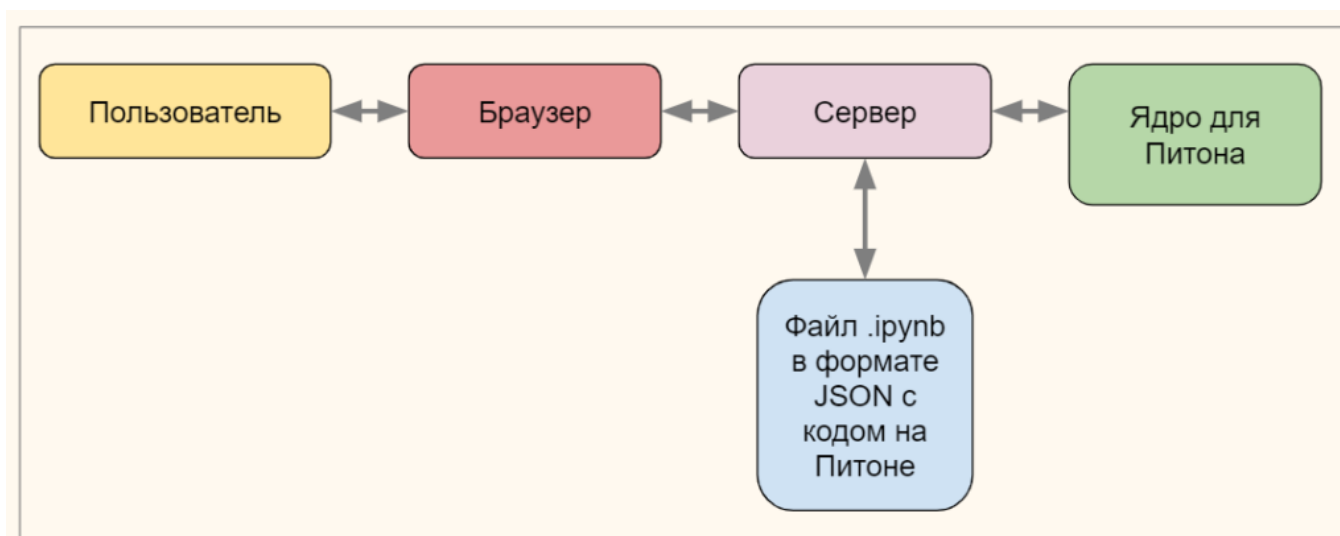 Пользователь
Браузер
Сервер
Ядро для
Питона
Файл .ipynb
в формате
JSON с
кодом на
Питоне